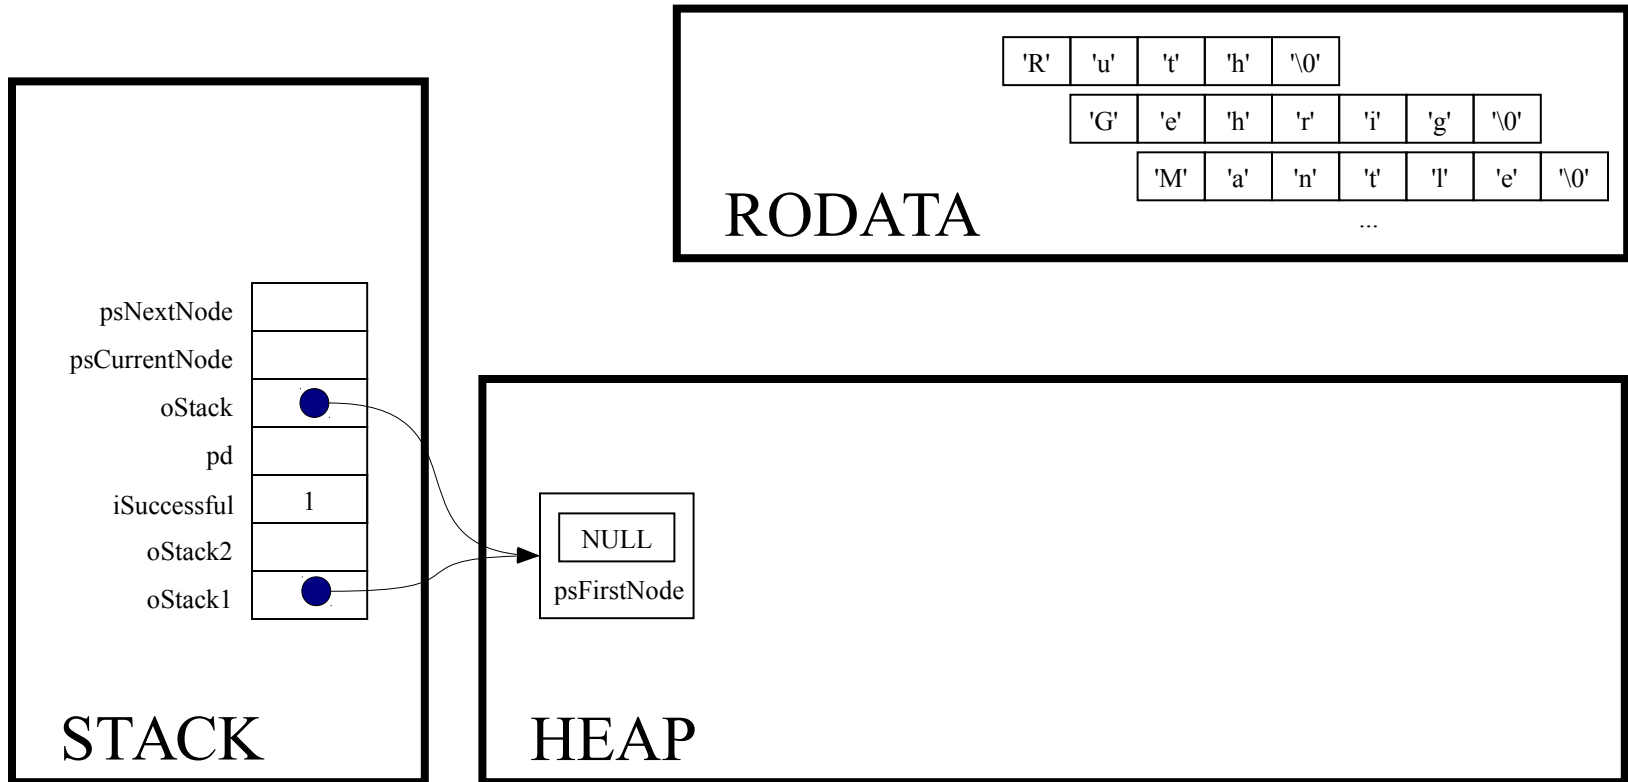 'R' 'u' 't' 'h' '\0'
'G' 'e' 'h' 'r' 'i' 'g' '\0'
'M' 'a' 'n' 't' 'l' 'e' '\0'
...
RODATA
psNextNode
psCurrentNode
oStack
pd
iSuccessful 1
oStack2
oStack1
STACK
NULL
psFirstNode
HEAP